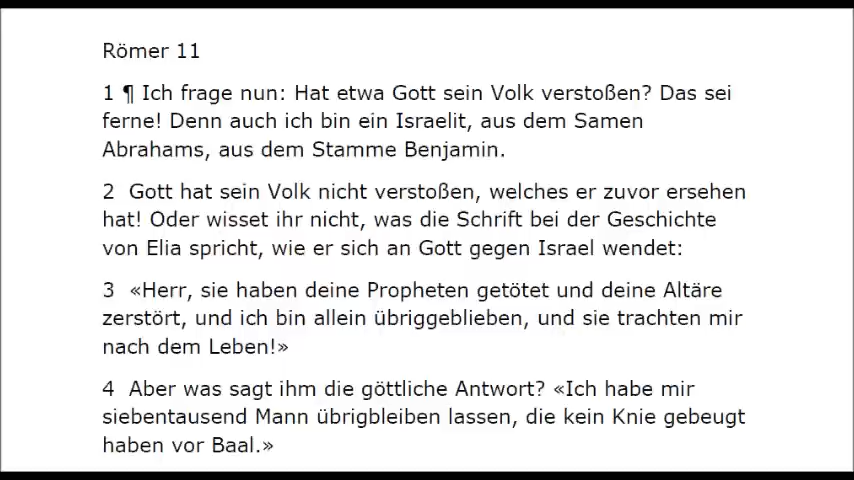 Römer 11
1 ¶ Ich frage nun: Hat etwa Gott sein Volk verstoßen? Das sei
ferne! Denn auch ich bin ein Israelit, aus dem Samen
Abrahams, aus dem Stamme Benjamin.
2  Gott hat sein Volk nicht verstoßen, welches er zuvor ersehen
hat! Oder wisset ihr nicht, was die Schrift bei der Geschichte
von Elia spricht, wie er sich an Gott gegen Israel wendet:
3  «Herr, sie haben deine Propheten getötet und deine Altäre
zerstört, und ich bin allein übriggeblieben, und sie trachten mir
nach dem Leben!»
4  Aber was sagt ihm die göttliche Antwort? «Ich habe mir
siebentausend Mann übrigbleiben lassen, die kein Knie gebeugt
haben vor Baal.»